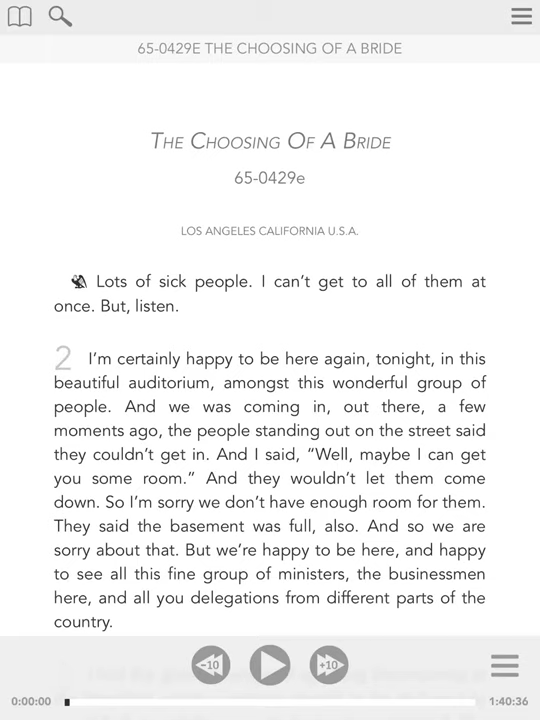 65-0429E THE CHOOSING OF A BRIDE
THE CHOOSING OF A BRIDE
65-0429e
LOS ANGELES CALIFORNIA U.S.A.
Lots of sick people. I can’t get to all of them at
once. But, listen.
2 I’m certainly happy to be here again, tonight, in this
beautiful auditorium, amongst this wonderful group of
people. And we was coming in, out there, a few
moments ago, the people standing out on the street said
they couldn’t get in. And I said, “Well, maybe I can get
you some room.” And they wouldn’t let them come
down. So I’m sorry we don’t have enough room for them.
They said the basement was full, also. And so we are
sorry about that. But we’re happy to be here, and happy
to see all this fine group of ministers, the businessmen
here, and all you delegations from different parts of the
country.
-10 +10
0:00:00 1:40:36